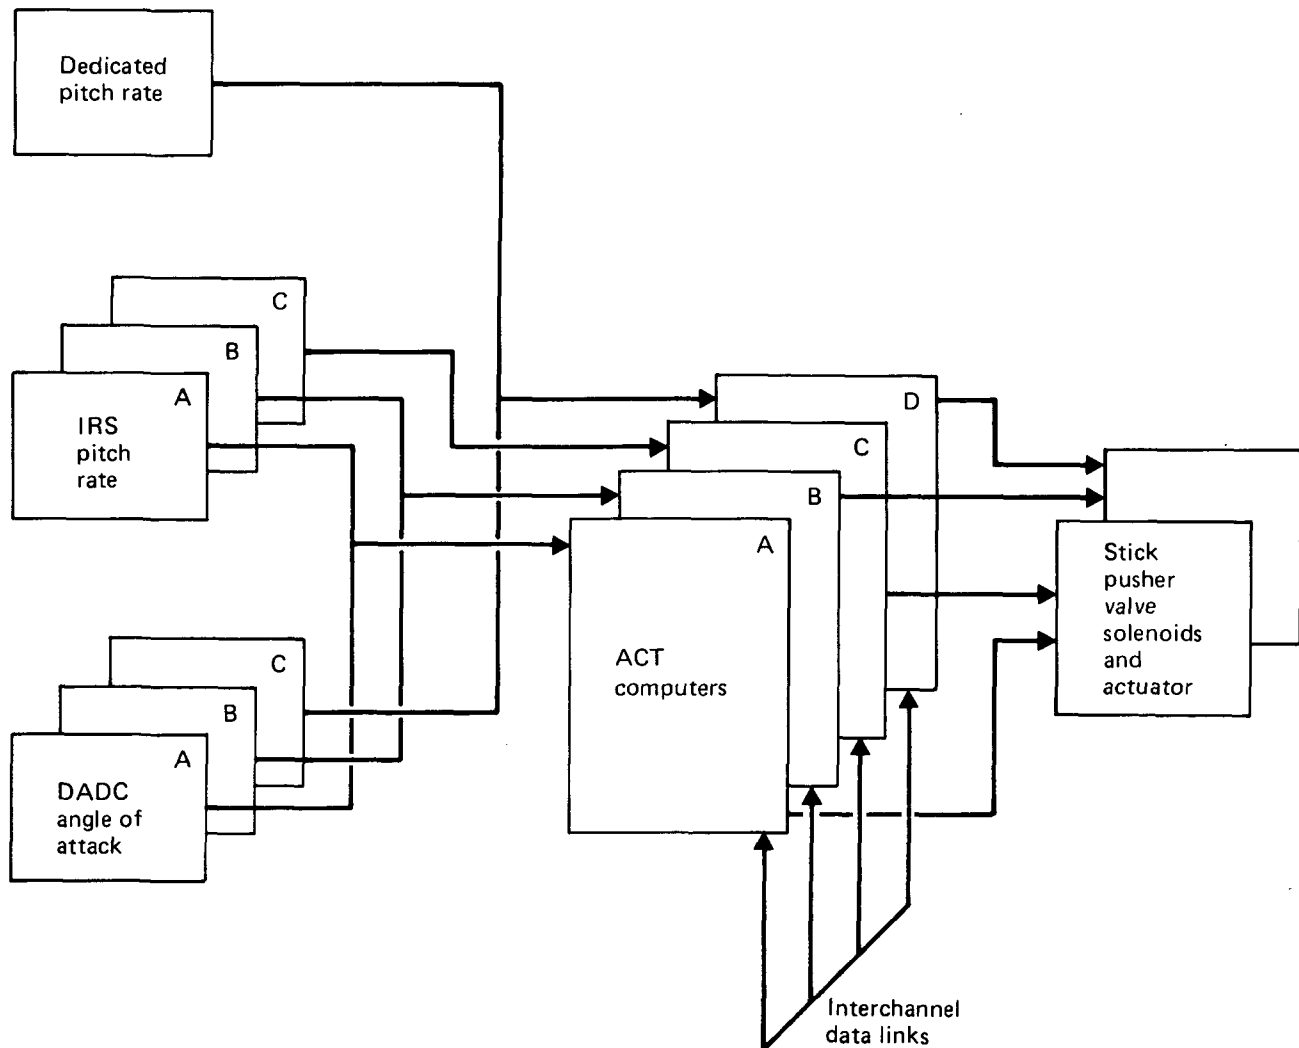 Dedicated
pitch rate
C
B
A
IRS
pitch
rate
C
B
A
DADC
angle of
attack
D
C
B
A
ACT
computers
Stick
pusher
valve
solenoids
and
actuator
Interchannel
data links